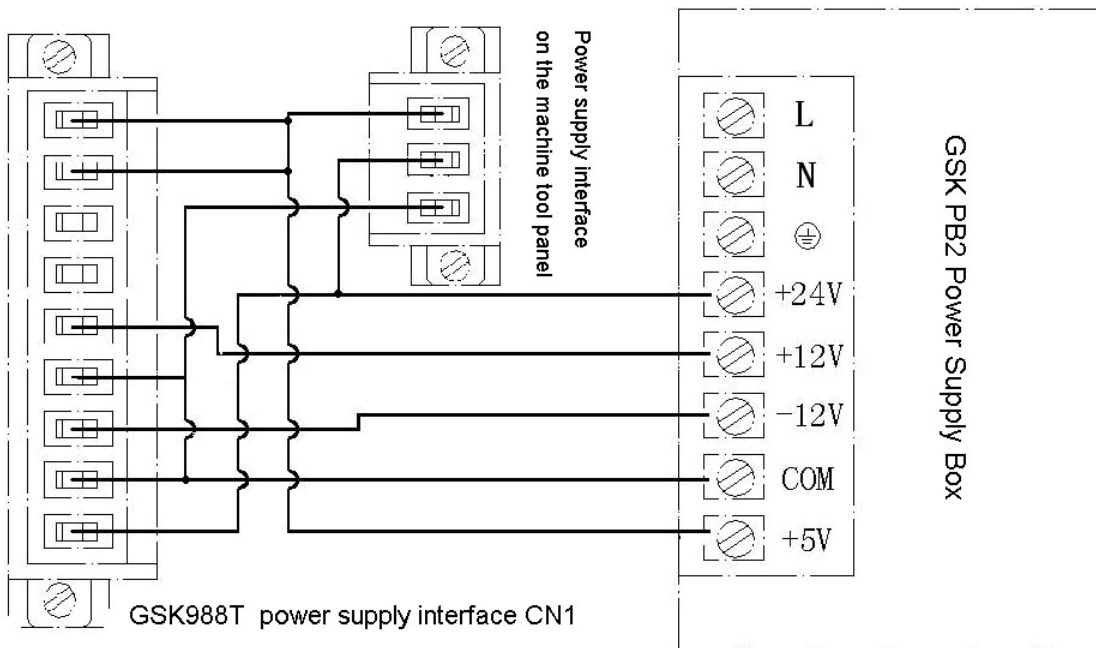 Power supply interface
on the machine tool panel
L
N
+24V
+12V
-12V
COM
+5V
GSK PB2 Power Supply Box
GSK988T power supply interface CN1